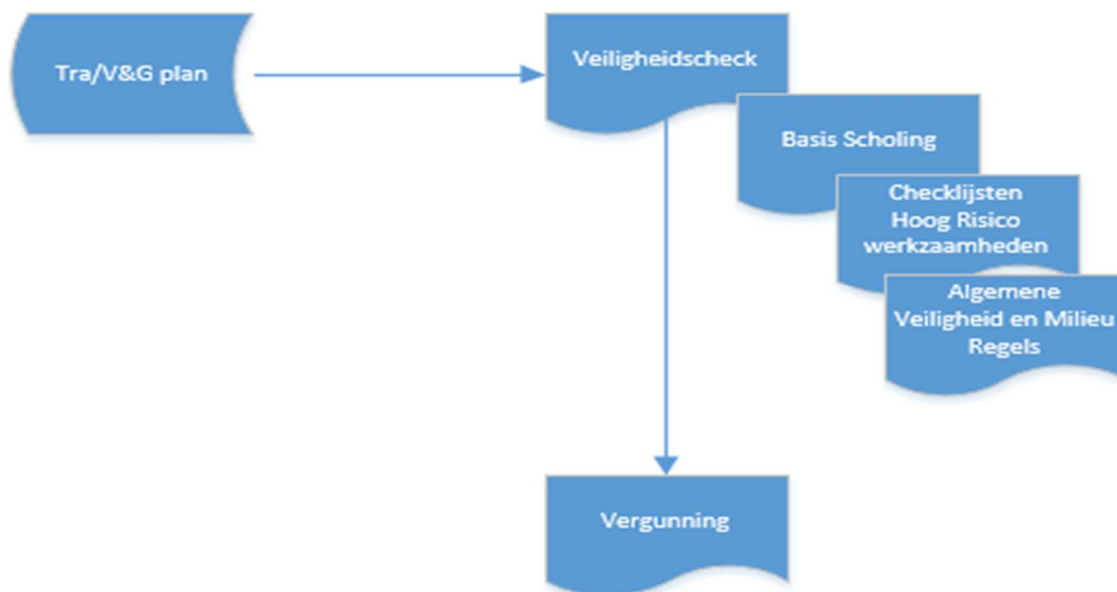 Tra/V&G plan
Veiligheidscheck
Basis Scholing
Checklijsten
Hoog Risico
werkzaamheden
Algemene
Veiligheid en Milieu
Regels
Vergunning